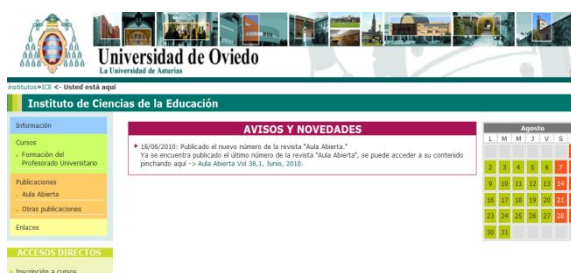 Universidad de Oviedo
La Universidad de Asturias
institutos»ICE <- Usted está aquí
Instituto de Ciencias de la Educación
Información
Cursos
Formación del
Profesorado Universitario
Publicaciones
Aula Abierta
Otras publicaciones
Enlaces
ACCESOS DIRECTOS
Inscripción a cursos
AVISOS Y NOVEDADES
18/06/2010: Publicado el nuevo número de la revista "Aula Abierta."
Ya se encuentra publicado el último número de la revista "Aula Abierta", se puede acceder a su contenido
pinchando aquí -> Aula Abierta Vol 38,1, Junio, 2010.
Agosto
L M M J V S
2 3 4 5 6 7
9 10 11 12 13 14
16 17 18 19 20 21
23 24 25 26 27 28
30 31